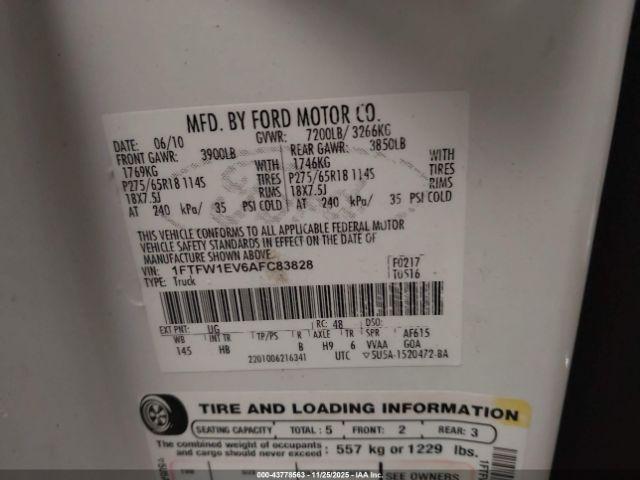 MFD. BY FORD MOTOR CO.
DATE: 06/10 GVWR: 7200LB/ 3266KG
FRONT GAWR: 3900LB REAR GAWR: 3850LB
1769KG WITH 1746KG WITH
P275/65R18 114S TIRES P275/65R18 114S TIRES
18X7.5J RIMS 18X7.5J RIMS
AT 240 kPa/ 35 PSI COLD AT 240 kPa/ 35 PSI COLD
THIS VEHICLE CONFORMS TO ALL APPLICABLE FEDERAL MOTOR
VEHICLE SAFETY STANDARDS IN EFFECT ON THE DATE OF
MANUFACTURE SHOWN ABOVE.
VIN: 1FTFW1EV6AFC83828 F0217
TYPE: Truck T0S16
EXT PNT: UG RC: 48 DSO:
WB INT TR TP/PS R AXLE TR SPR AF615
145 HB B H9 6 VVAA GOA
2201006216341 UTC ▽5U5A-1520472-BA
TIRE AND LOADING INFORMATION
SEATING CAPACITY TOTAL : 5 FRONT: 2 REAR: 3
The combined weight of occupants
and cargo should never exceed : 557 kg or 1229 lbs.
SEE OWNERS
000-43778563 - 11/25/2025 - IAAI.COM